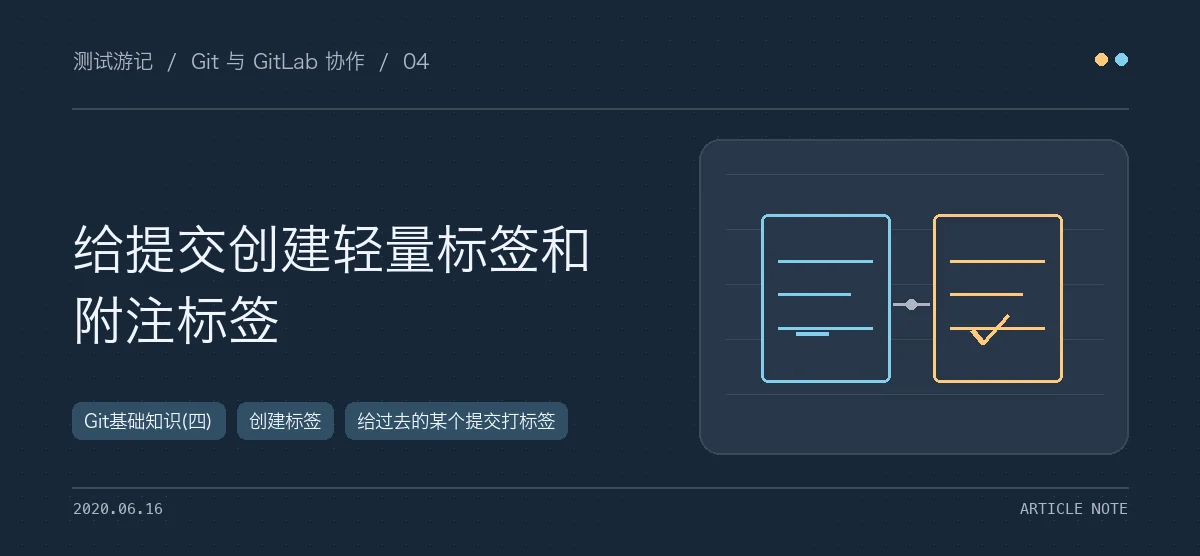 测试游记 / Git 与 GitLab 协作 / 04
给提交创建轻量标签和
附注标签
Git基础知识(四) 创建标签 给过去的某个提交打标签
2020.06.16 ARTICLE NOTE